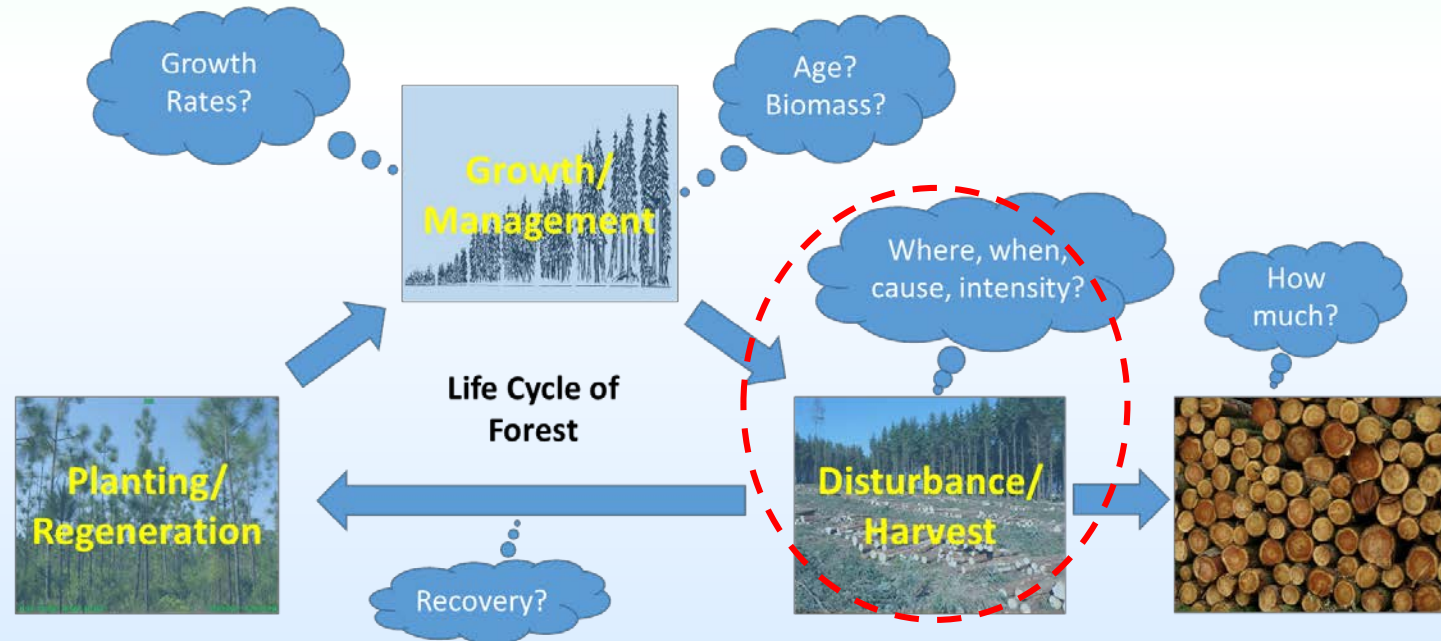 Growth
Rates?
Age?
Biomass?
Growth/
Management
Where, when,
cause, intensity?
How
much?
Life Cycle of
Forest
Planting/
Regeneration
Disturbance/
Harvest
Recovery?